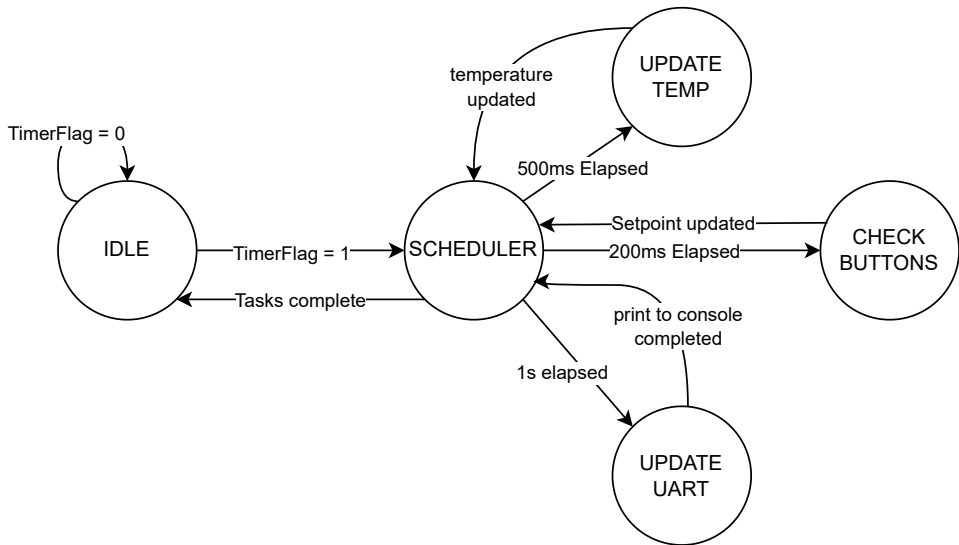 UPDATE
TEMP
temperature
updated
TimerFlag = 0
500ms Elapsed
Setpoint updated
IDLE
TimerFlag = 1
SCHEDULER
200ms Elapsed
CHECK
BUTTONS
Tasks complete
print to console
completed
1s elapsed
UPDATE
UART